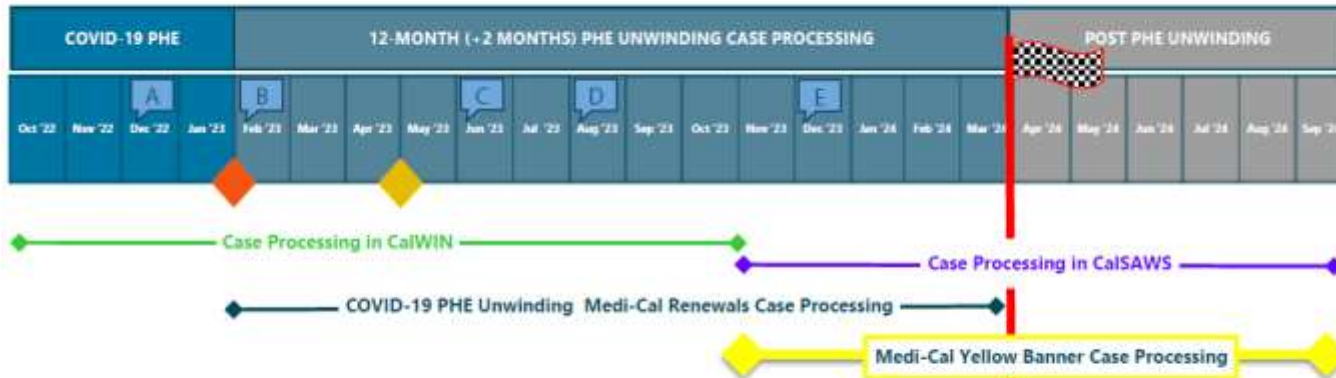 COVID-19 PHE
12-MONTH (+2 MONTHS) PHE UNWINDING CASE PROCESSING
POST PHE UNWINDING
A
B
C
D
E
Oct '22
Nov '22
Dec '22
Jan '23
Feb '23
Mar '23
Apr '23
May '23
Jun '23
Jul '23
Aug '23
Sep '23
Oct '23
Nov '23
Dec '23
Jan '24
Feb '24
Mar '24
Apr '24
May '24
Jun '24
Jul '24
Aug '24
Sep '2
Case Processing in CalWIN
Case Processing in CalSAWS
COVID-19 PHE Unwinding Medi-Cal Renewals Case Processing
Medi-Cal Yellow Banner Case Processing